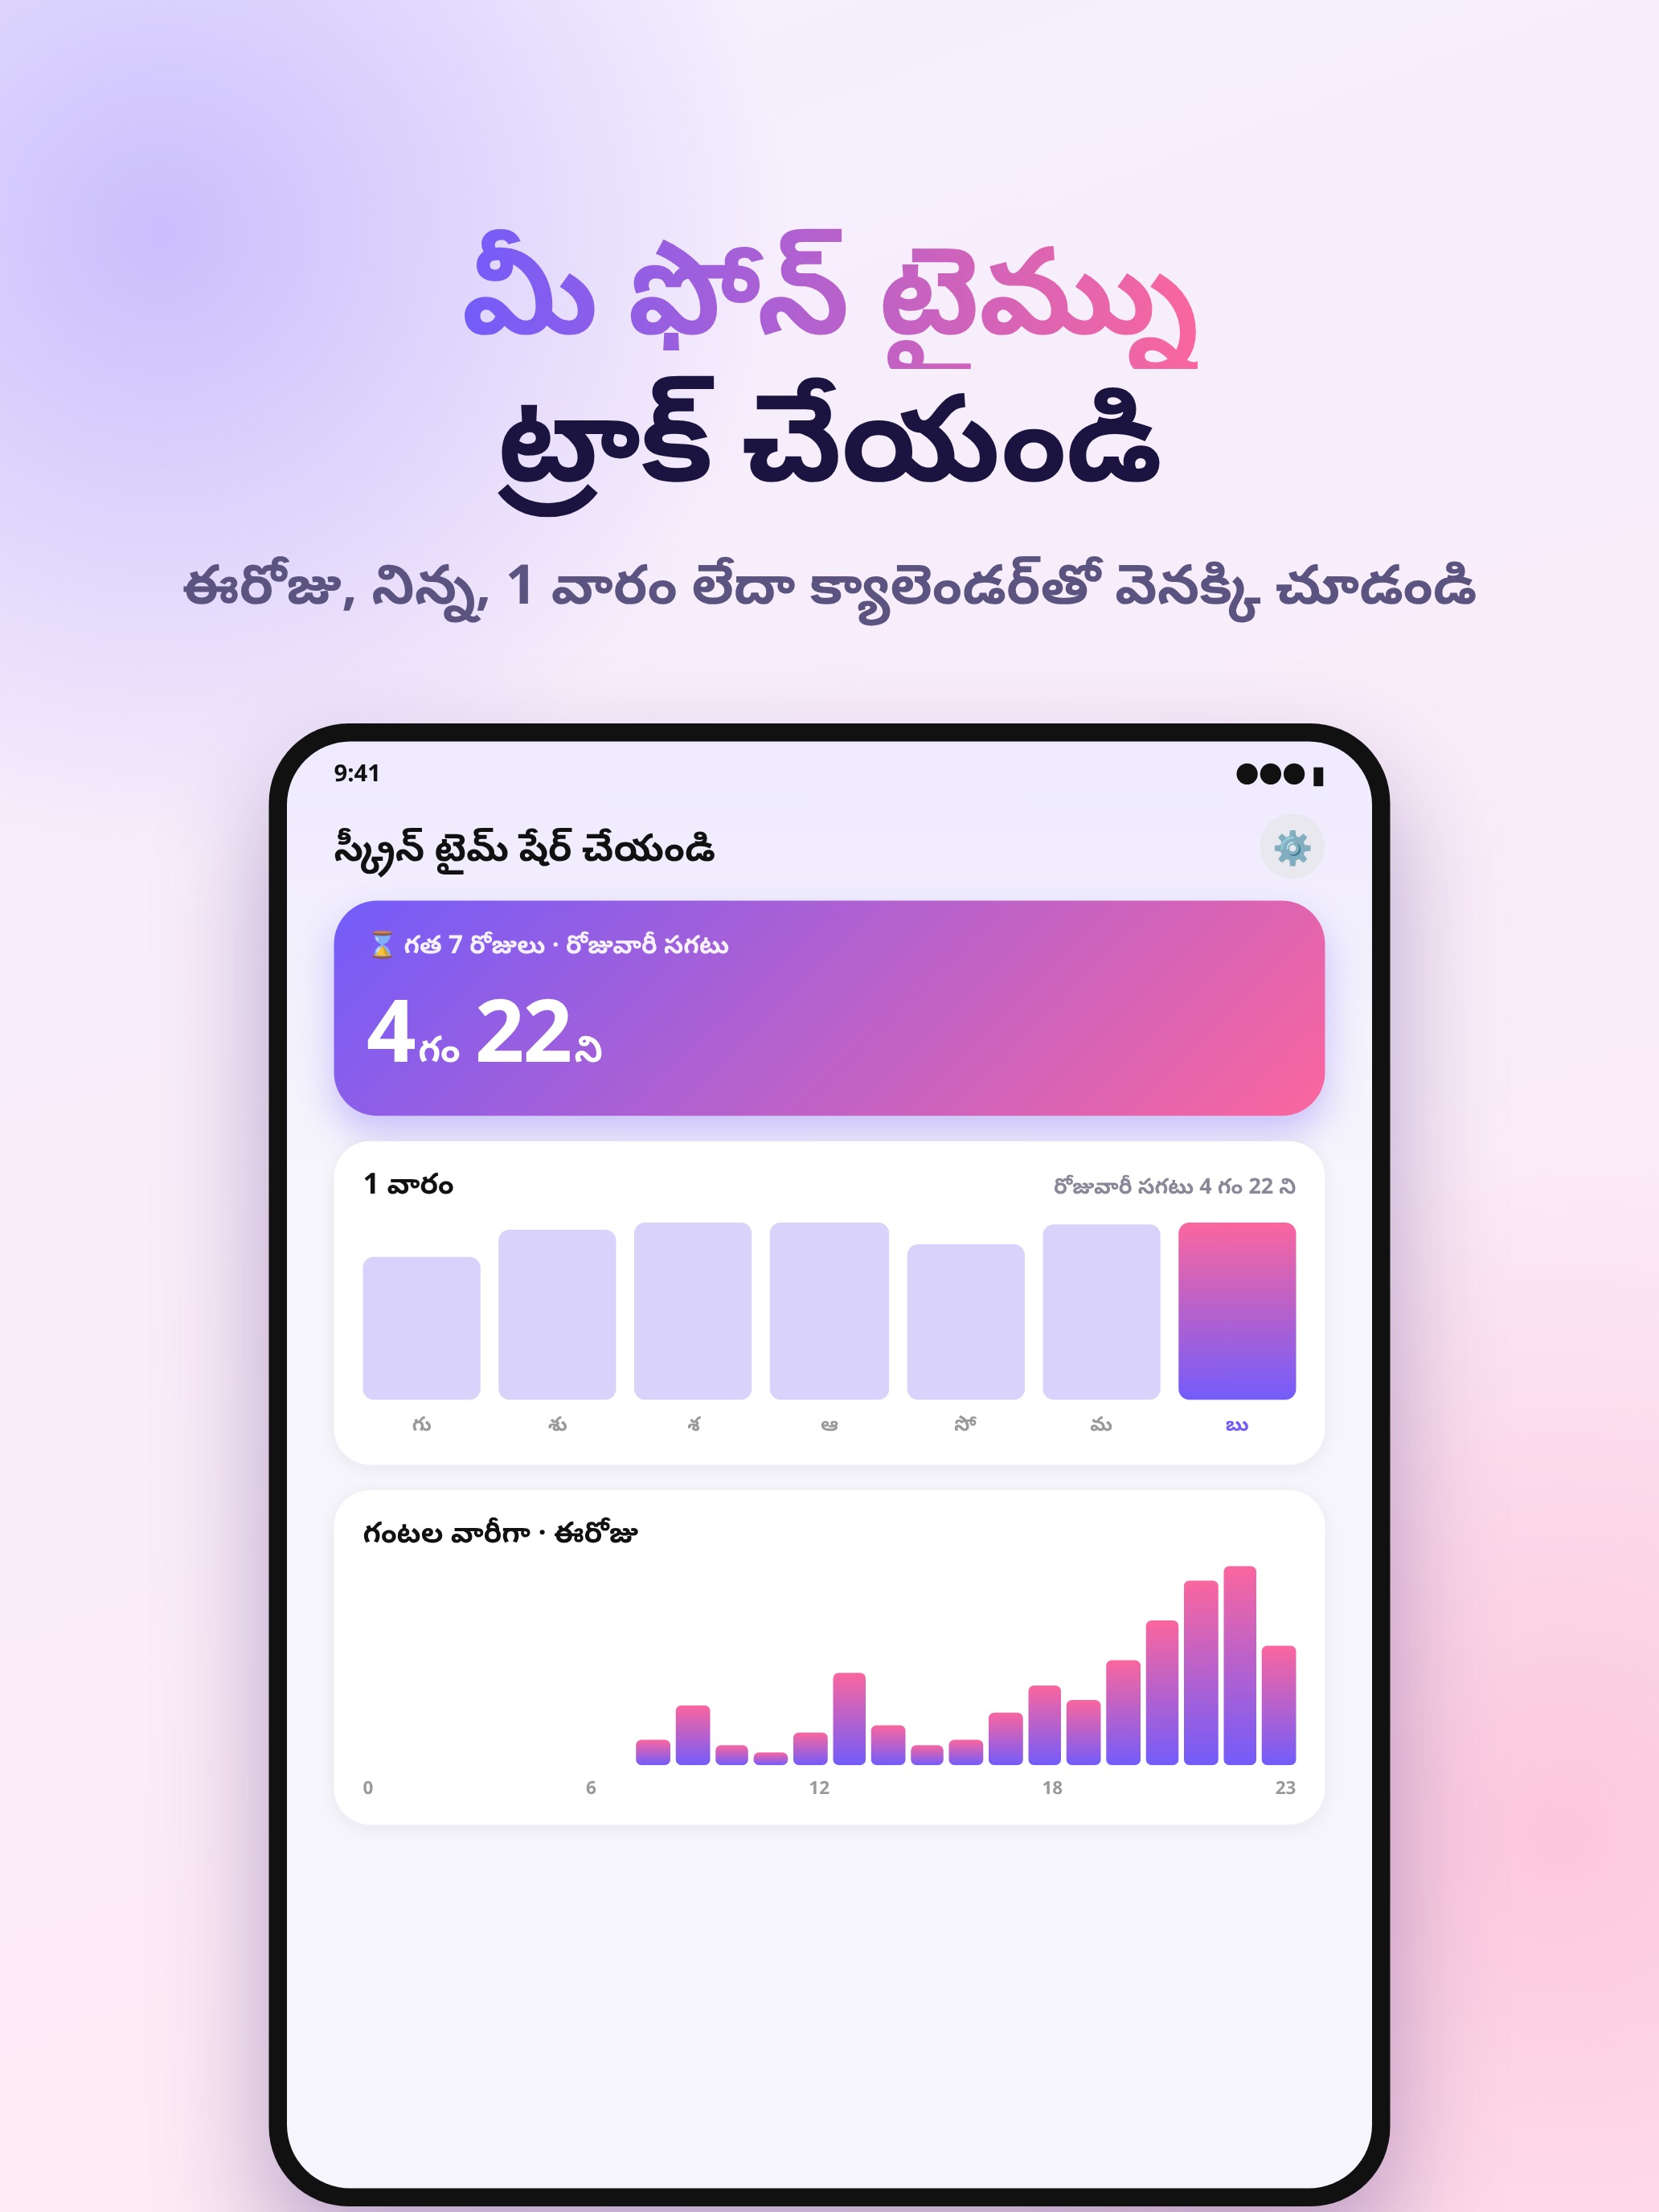 మీ ఫోన్ టైమ్ను
ట్రాక్ చేయండి
ఈరోజు, నిన్న, 1 వారం లేదా క్యాలెండర్‌తో వెనక్కి చూడండి
9:41
స్క్రీన్ టైమ్ షేర్ చేయండి
⌛ గత 7 రోజులు · రోజువారీ సగటు
4గం 22ని
1 వారం
రోజువారీ సగటు 4 గం 22 ని
గు శు శ ఆ సో మ బు
గంటల వారీగా · ఈరోజు
0 6 12 18 23